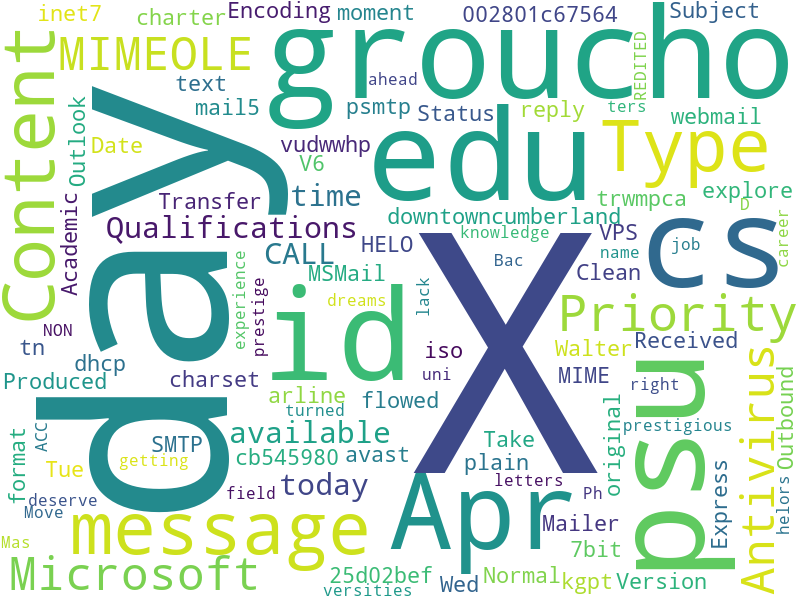 inet7
charter
Encoding
moment
002801c67564
Subject
MIMEOLE
groucho
REDITED
ahead
text
mail5
psmtp
Status
reply
ters
webmail
Content
Outlook
Date
vudwwhp
V6
edu
Type
day
Academic
Transfer
time
trwmpca
explore
D
Qualifications
downtowncumberland
cs
career
CALL
HELO
knowledge
VPS
name
job
Clean
MSMail
Bac
NON
experience
prestige
dreams
id
lack
X
Priority
tn
dhcp
iso
Walter
Received
Produced
charset
uni
MIME
right
arline
flowed
turned
psu
Antivirus
Outbound
ACC
SMTP
available
Take
original
prestigious
format
Tue
getting
cb545980
avast
plain
deserve
Move
field
today
letters
Ph
Express
helors
message
Apr
Mailer
Mas
7bit
Microsoft
25d02bef
versities
Wed
Normal
kgpt
Version